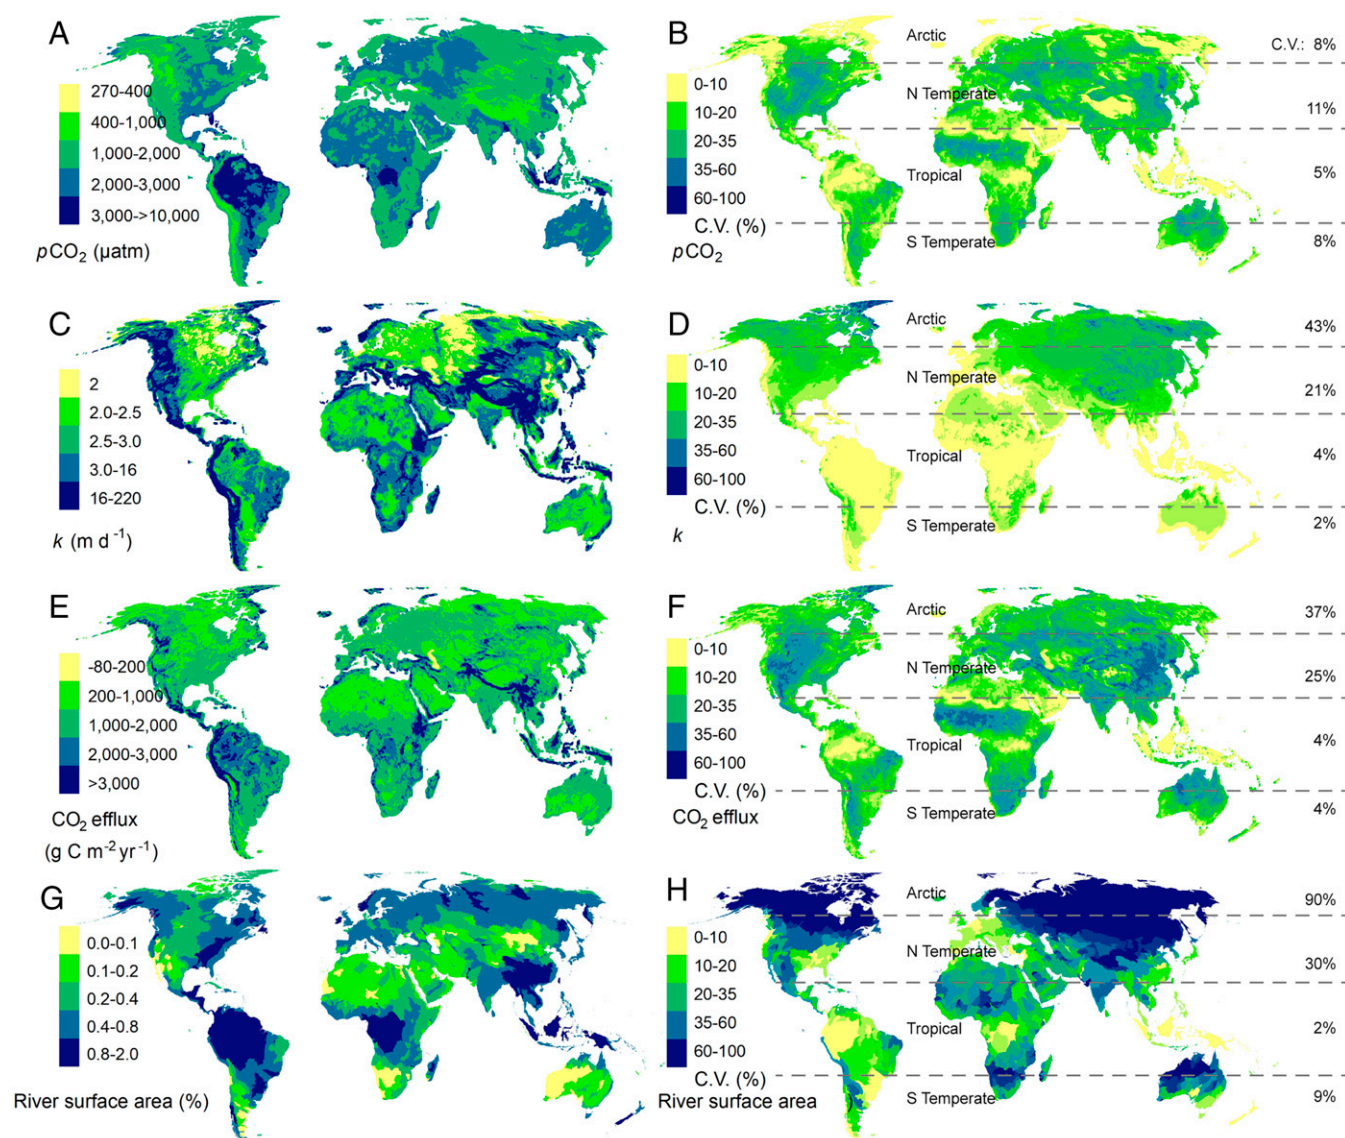 A
270-400
400-1,000
1,000-2,000
2,000-3,000
3,000->10,000
pCO₂ (µatm)
B
0-10
10-20
20-35
35-60
60-100
C.V. (%)
pCO₂
Arctic
N Temperate
Tropical
S Temperate
C.V.: 8%
11%
5%
8%
C
2
2.0-2.5
2.5-3.0
3.0-16
16-220
k (m d⁻¹)
D
0-10
10-20
20-35
35-60
60-100
C.V. (%)
k
Arctic
N Temperate
Tropical
S Temperate
43%
21%
4%
2%
E
-80-200
200-1,000
1,000-2,000
2,000-3,000
>3,000
CO₂ efflux
(g C m⁻² yr⁻¹)
F
0-10
10-20
20-35
35-60
60-100
C.V. (%)
CO₂ efflux
Arctic
N Temperate
Tropical
S Temperate
37%
25%
4%
4%
G
0.0-0.1
0.1-0.2
0.2-0.4
0.4-0.8
0.8-2.0
River surface area (%)
H
0-10
10-20
20-35
35-60
60-100
C.V. (%)
River surface area )
Arctic
N Temperate
Tropical
S Temperate
90%
30%
2%
9%